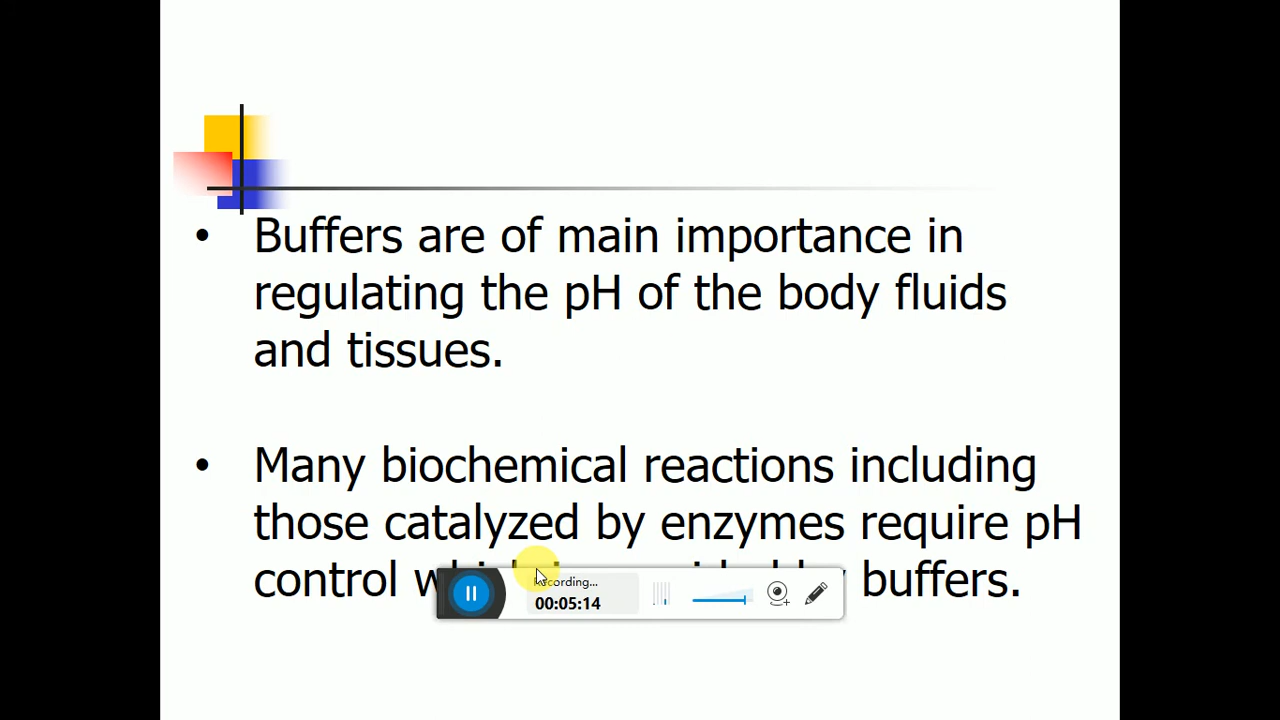 • Buffers are of main importance in
regulating the pH of the body fluids
and tissues.
• Many biochemical reactions including
those catalyzed by enzymes require pH
control buffers.
Recording...
00:05:14